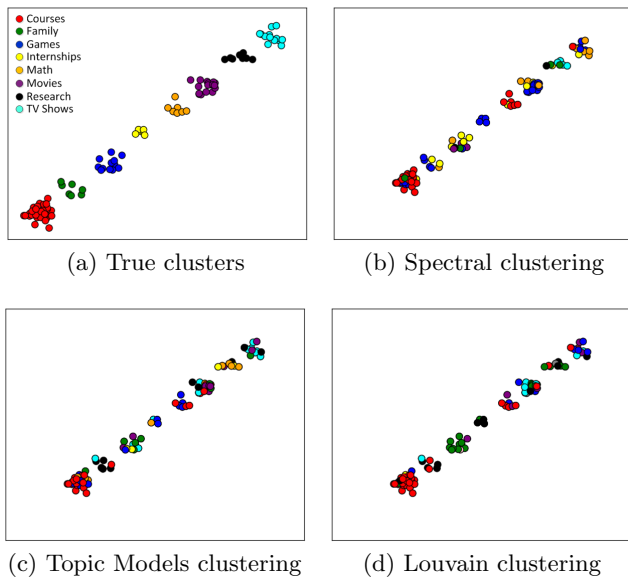 Courses
Family
Games
Internships
Math
Movies
Research
TV Shows
(a) True clusters
(b) Spectral clustering
(c) Topic Models clustering
(d) Louvain clustering